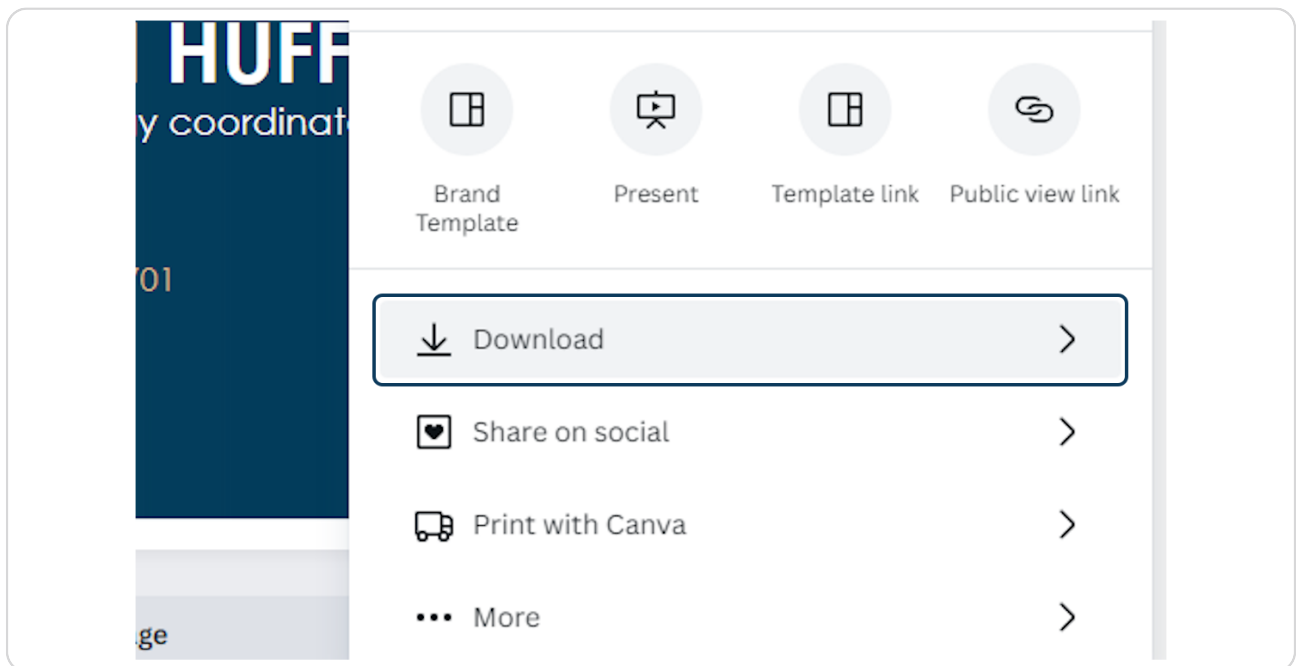 HUFF
y coordinat
701
Brand
Template
Present
Template link
Public view link
Download
Share on social
Print with Canva
More
ge